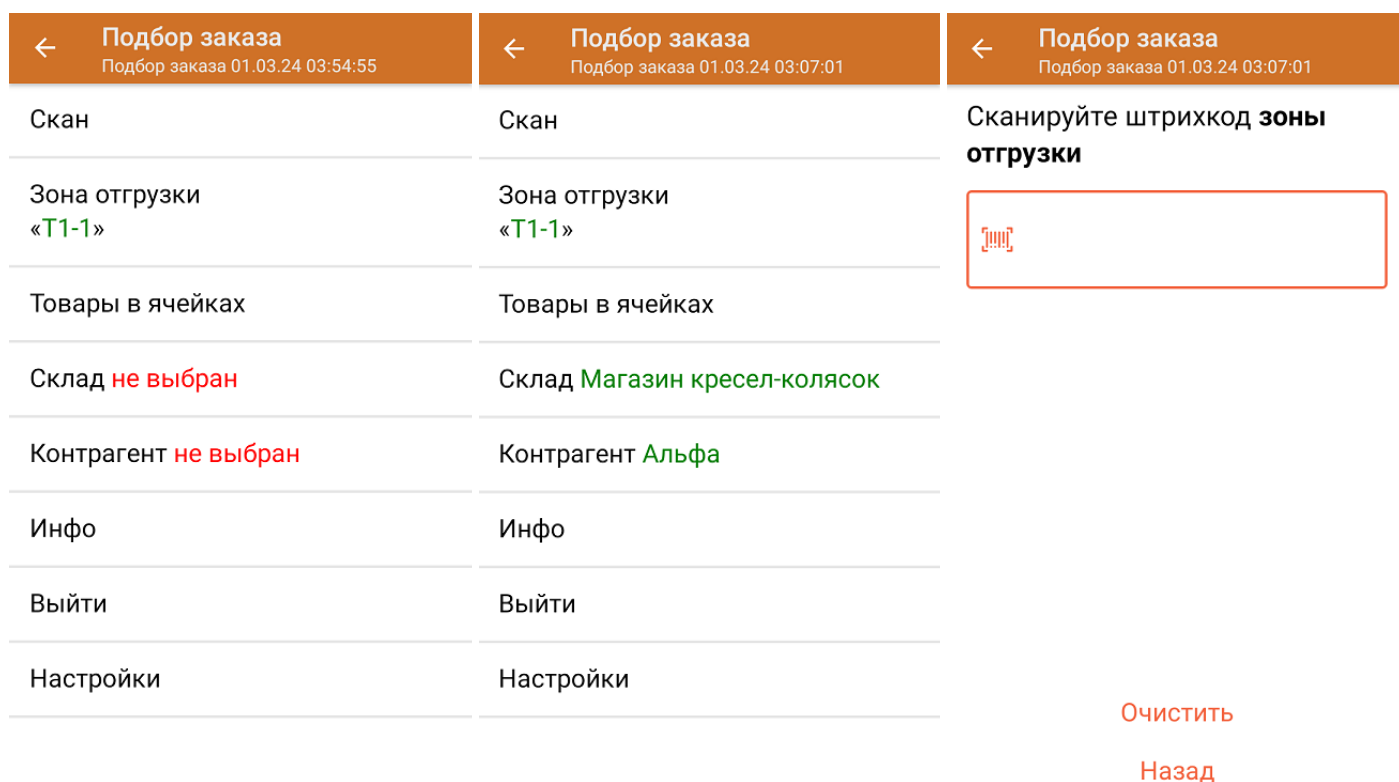 Подбор заказа
Подбор заказа 01.03.24 03:54:55
Скан
Зона отгрузки
«Т1-1»
Товары в ячейках
Склад не выбран
Контрагент не выбран
Инфо
Выйти
Настройки
Подбор заказа
Подбор заказа 01.03.24 03:07:01
Скан
Зона отгрузки
«Т1-1»
Товары в ячейках
Склад Магазин кресел-колясок
Контрагент Альфа
Инфо
Выйти
Настройки
Подбор заказа
Подбор заказа 01.03.24 03:07:01
Сканируйте штрихкод зоны
отгрузки
Очистить
Назад